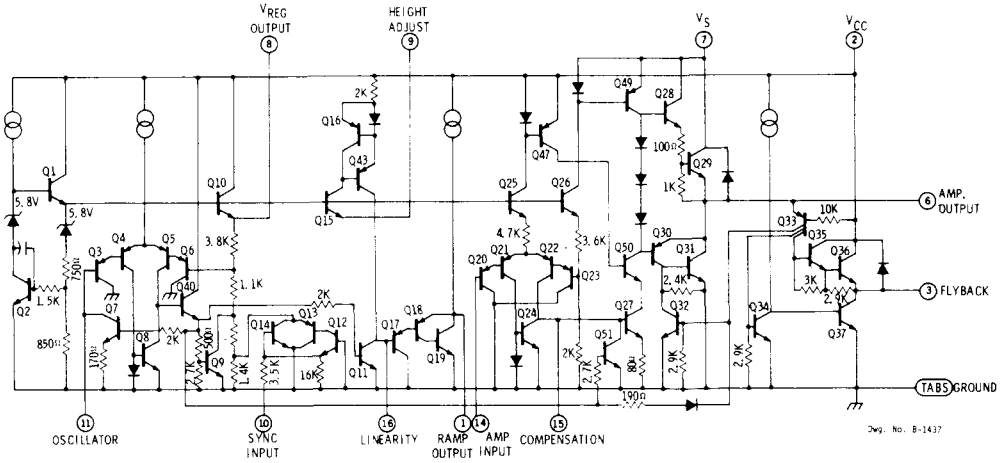 V REG OUTPUT
8
HEIGHT ADJUST
9
VS
7
VCC
2
2K
Q49
Q28
Q16
Q43
Q47
100Ω
Q29
1K
Q1
Q10
Q15
Q25
Q26
5.8V
5.8V
6
AMP. OUTPUT
Q33
10K
Q3
Q4
Q5
Q6
3.8K
4.7K
3.6K
Q50
Q30
Q31
Q35
Q36
750Ω
Q40
1.1K
2K
Q20
Q21
Q22
Q23
2.4K
3K
2.9K
3
FLYBACK
Q2
1.5K
Q7
Q8
2K
500Ω
Q9
Q14
Q13
Q12
Q11
Q17
Q18
Q19
Q24
Q27
Q51
Q32
Q34
Q37
850Ω
110Ω
2.7K
1.4K
3.5K
16K
2K
2.7K
80Ω
2.9K
2.9K
190Ω
TABS
GROUND
11
OSCILLATOR
10
SYNC INPUT
16
LINEARITY
1
RAMP OUTPUT
14
AMP INPUT
15
COMPENSATION
Dwg. No. B-1437